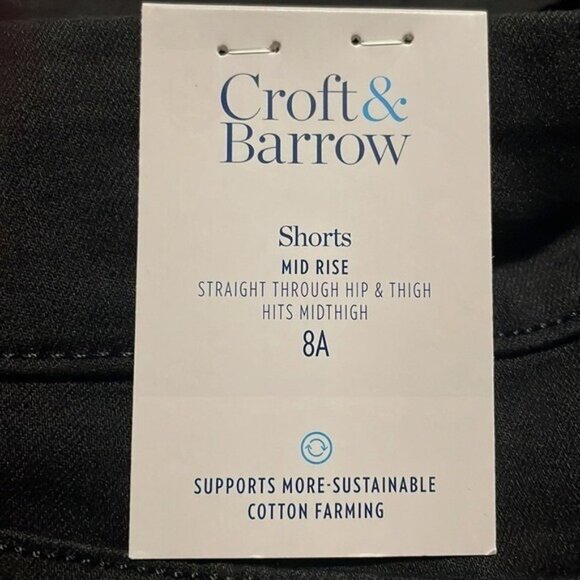 Croft&
Barrow
Shorts
MID RISE
STRAIGHT THROUGH HIP & THIGH
HITS MIDTHIGH
8A
SUPPORTS MORE-SUSTAINABLE
COTTON FARMING